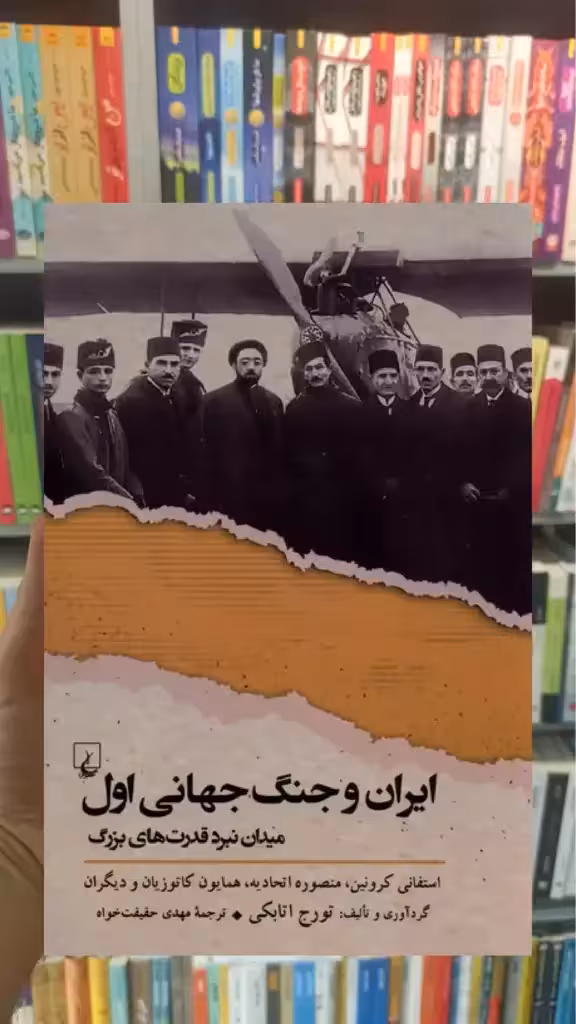 ایران و جنگ جهانی اول
میدان نبرد قدرت‌های بزرگ
استفانی کرونین، منصوره اتحادیه، همایون کاتوزیان و دیگران
گردآوری و تألیف: تورج اتابکی ◆ ترجمهٔ مهدی حقیقت‌خواه